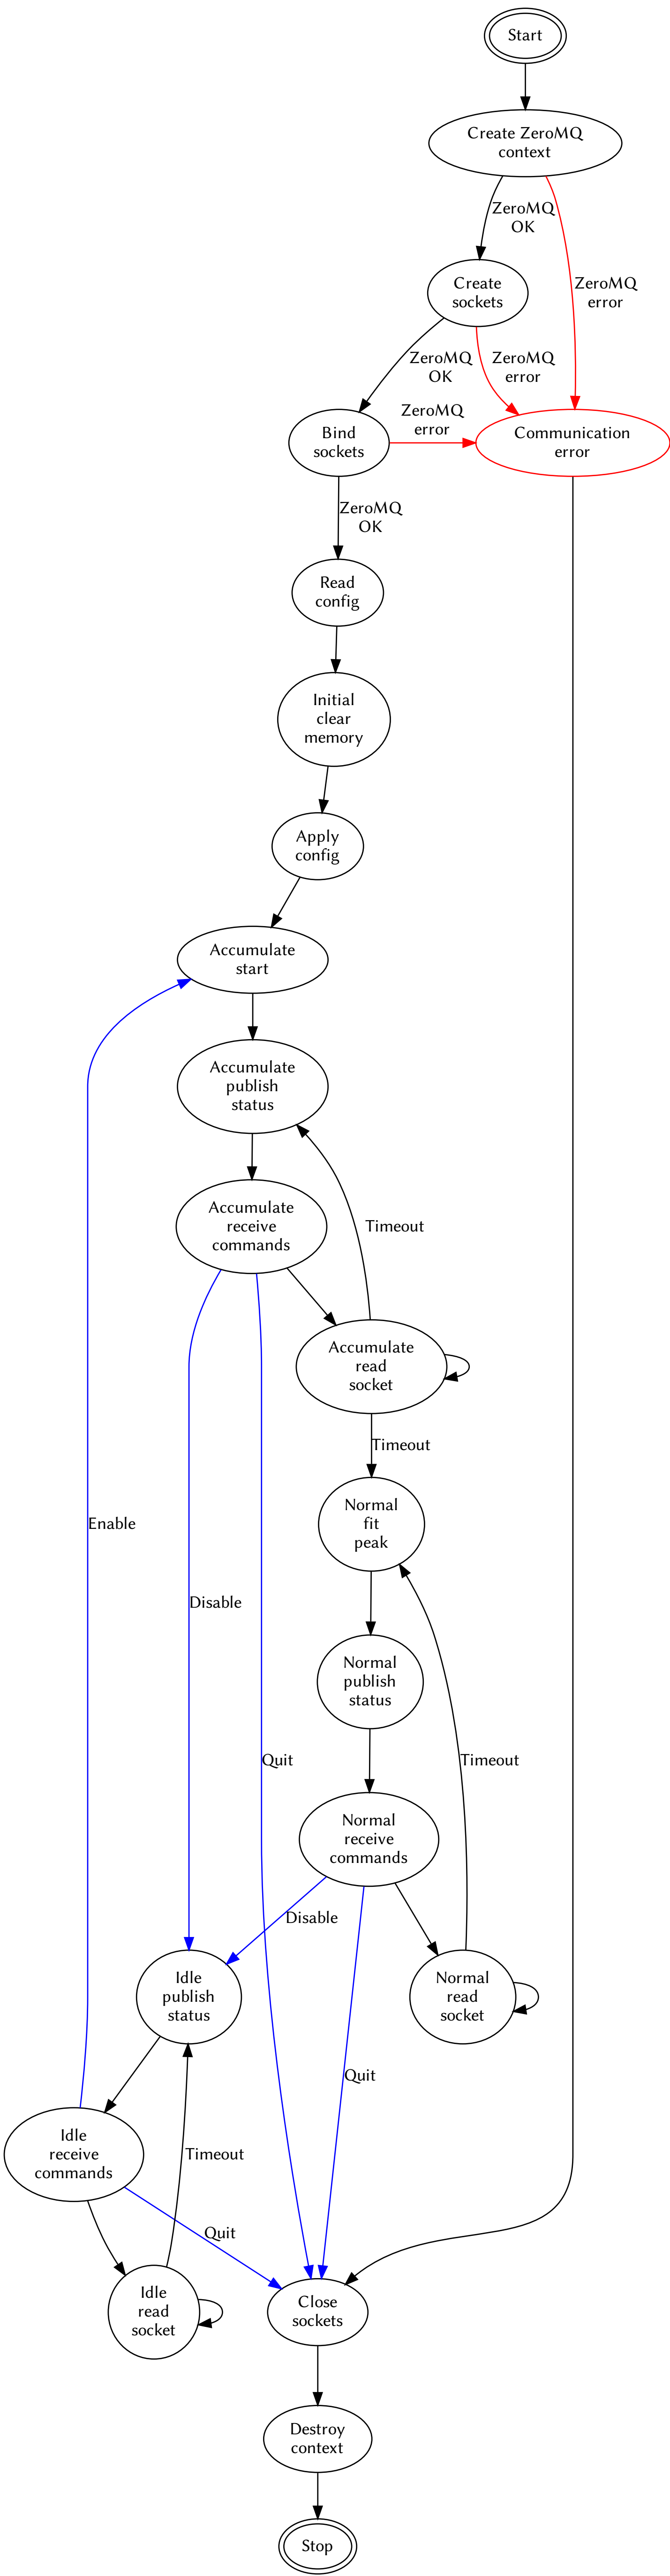 Start
Create ZeroMQ
context
ZeroMQ
OK
ZeroMQ
error
Create
sockets
ZeroMQ
OK
ZeroMQ
error
Bind
sockets
ZeroMQ
error
Communication
error
ZeroMQ
OK
Read
config
Initial
clear
memory
Apply
config
Accumulate
start
Accumulate
publish
status
Accumulate
receive
commands
Timeout
Accumulate
read
socket
Timeout
Normal
fit
peak
Enable
Disable
Normal
publish
status
Quit
Timeout
Normal
receive
commands
Disable
Idle
publish
status
Normal
read
socket
Quit
Idle
receive
commands
Timeout
Quit
Idle
read
socket
Close
sockets
Destroy
context
Stop